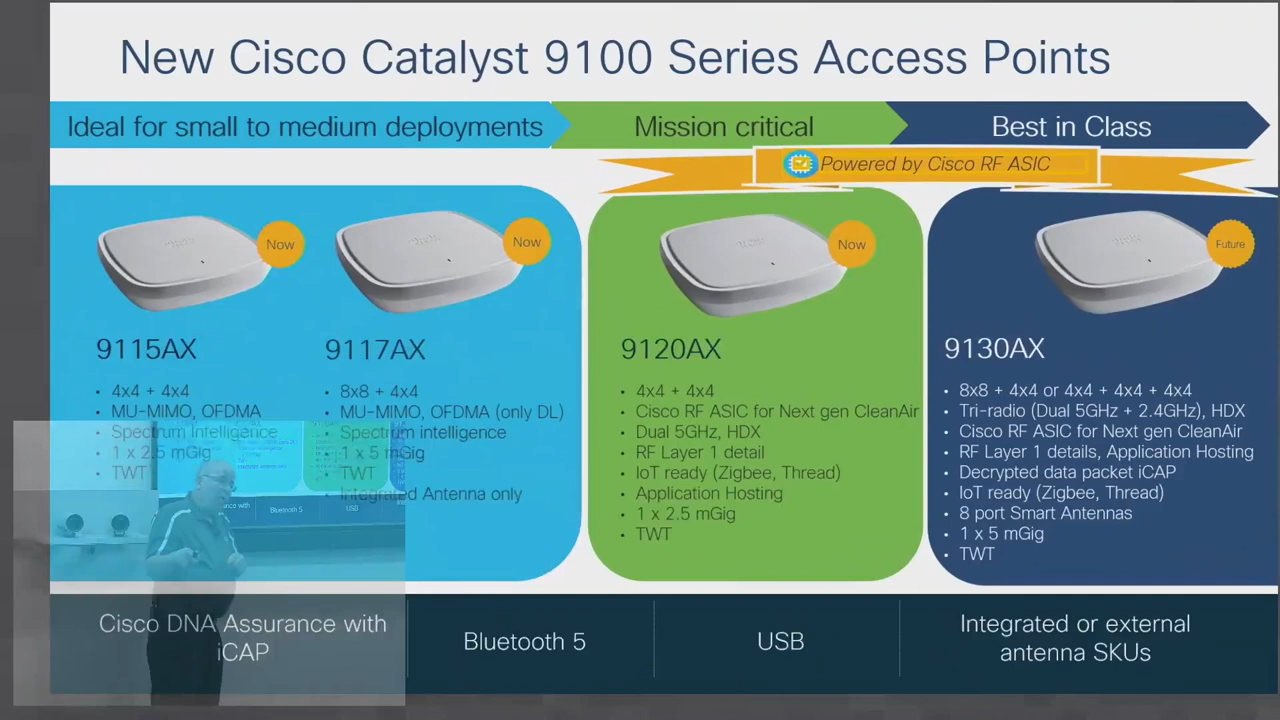 New Cisco Catalyst 9100 Series Access Points
Ideal for small to medium deployments
Mission critical
Best in Class
Powered by Cisco RF ASIC
Now
Now
Now
Future
9115AX
• 4x4 + 4x4
• MU-MIMO, OFDMA
• Spectrum Intelligence
• 1 x 2.5 mGig
• TWT
9117AX
• 8x8 + 4x4
• MU-MIMO, OFDMA (only DL)
• Spectrum intelligence
• 1 x 5 mGig
• TWT
• Integrated Antenna only
9120AX
• 4x4 + 4x4
• Cisco RF ASIC for Next gen CleanAir
• Dual 5GHz, HDX
• RF Layer 1 detail
• IoT ready (Zigbee, Thread)
• Application Hosting
• 1 x 2.5 mGig
• TWT
9130AX
• 8x8 + 4x4 or 4x4 + 4x4 + 4x4
• Tri-radio (Dual 5GHz + 2.4GHz), HDX
• Cisco RF ASIC for Next gen CleanAir
• RF Layer 1 details, Application Hosting
• Decrypted data packet iCAP
• IoT ready (Zigbee, Thread)
• 8 port Smart Antennas
• 1 x 5 mGig
• TWT
Bluetooth 5
USB
Cisco DNA Assurance with
iCAP
Bluetooth 5
USB
Integrated or external
antenna SKUs